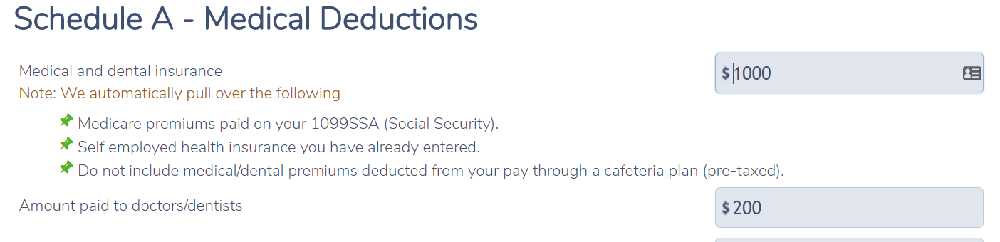 Schedule A - Medical Deductions
Medical and dental insurance
$ 1000
Note: We automatically pull over the following
Medicare premiums paid on your 1099SSA (Social Security).
Self employed health insurance you have already entered.
Do not include medical/dental premiums deducted from your pay through a cafeteria plan (pre-taxed).
Amount paid to doctors/dentists
$ 200